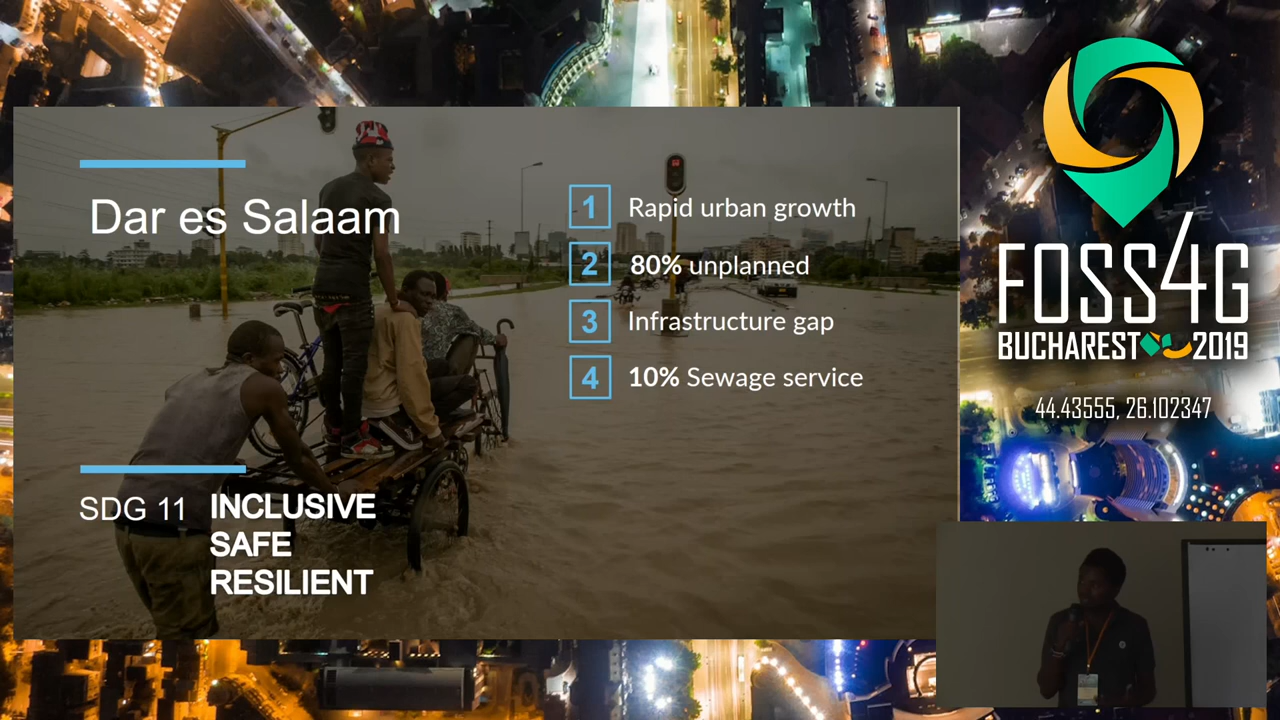 Dar es Salaam
1 Rapid urban growth
2 80% unplanned
3 Infrastructure gap
4 10% Sewage service
SDG 11 INCLUSIVE
SAFE
RESILIENT
FOSS4G
BUCHAREST 2019
44.43555, 26.102347